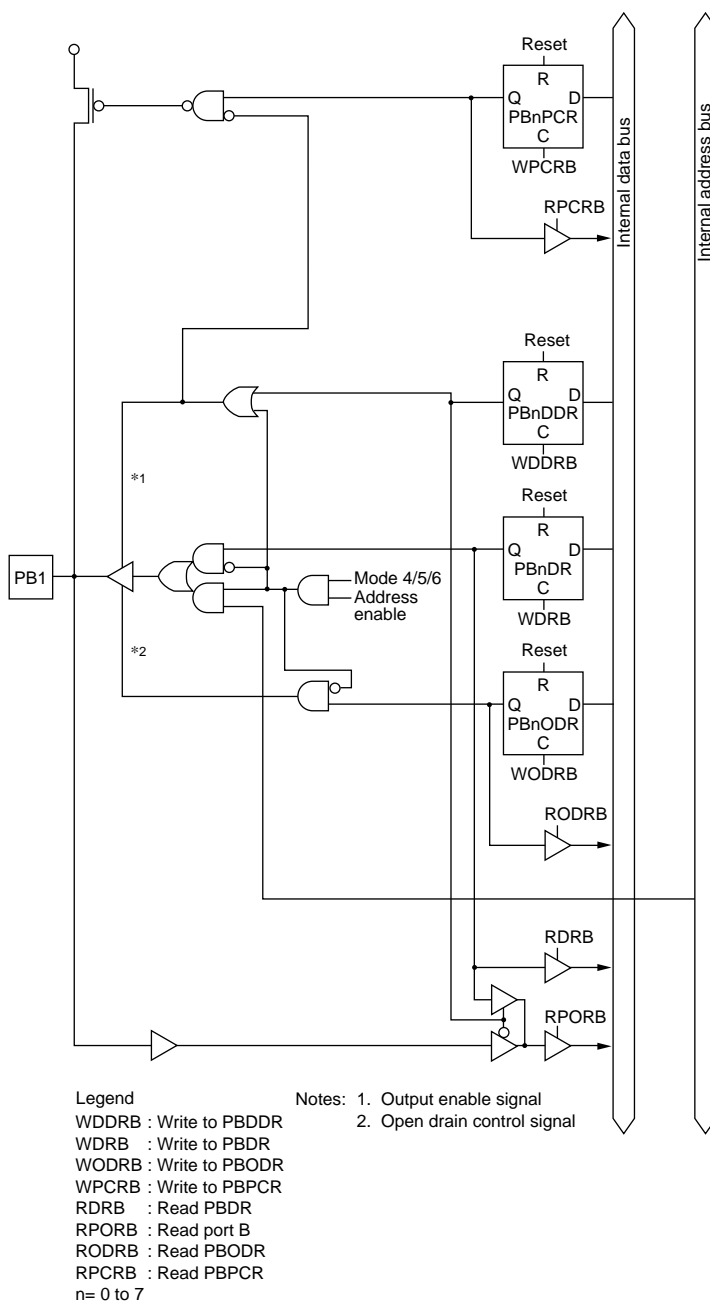 Reset
R
Q D
PBnPCR
C
WPCRB
RPCRB
Internal data bus
Internal address bus
Reset
R
Q D
PBnDDR
C
WDDRB
*1
Reset
R
Q D
PBnDR
C
WDRB
PB1
Mode 4/5/6
Address
enable
*2
Reset
R
Q D
PBnODR
C
WODRB
RODRB
RDRB
RPORB
Legend
WDDRB : Write to PBDDR
WDRB : Write to PBDR
WODRB : Write to PBODR
WPCRB : Write to PBPCR
RDRB : Read PBDR
RPORB : Read port B
RODRB : Read PBODR
RPCRB : Read PBPCR
n= 0 to 7
Notes: 1. Output enable signal
2. Open drain control signal